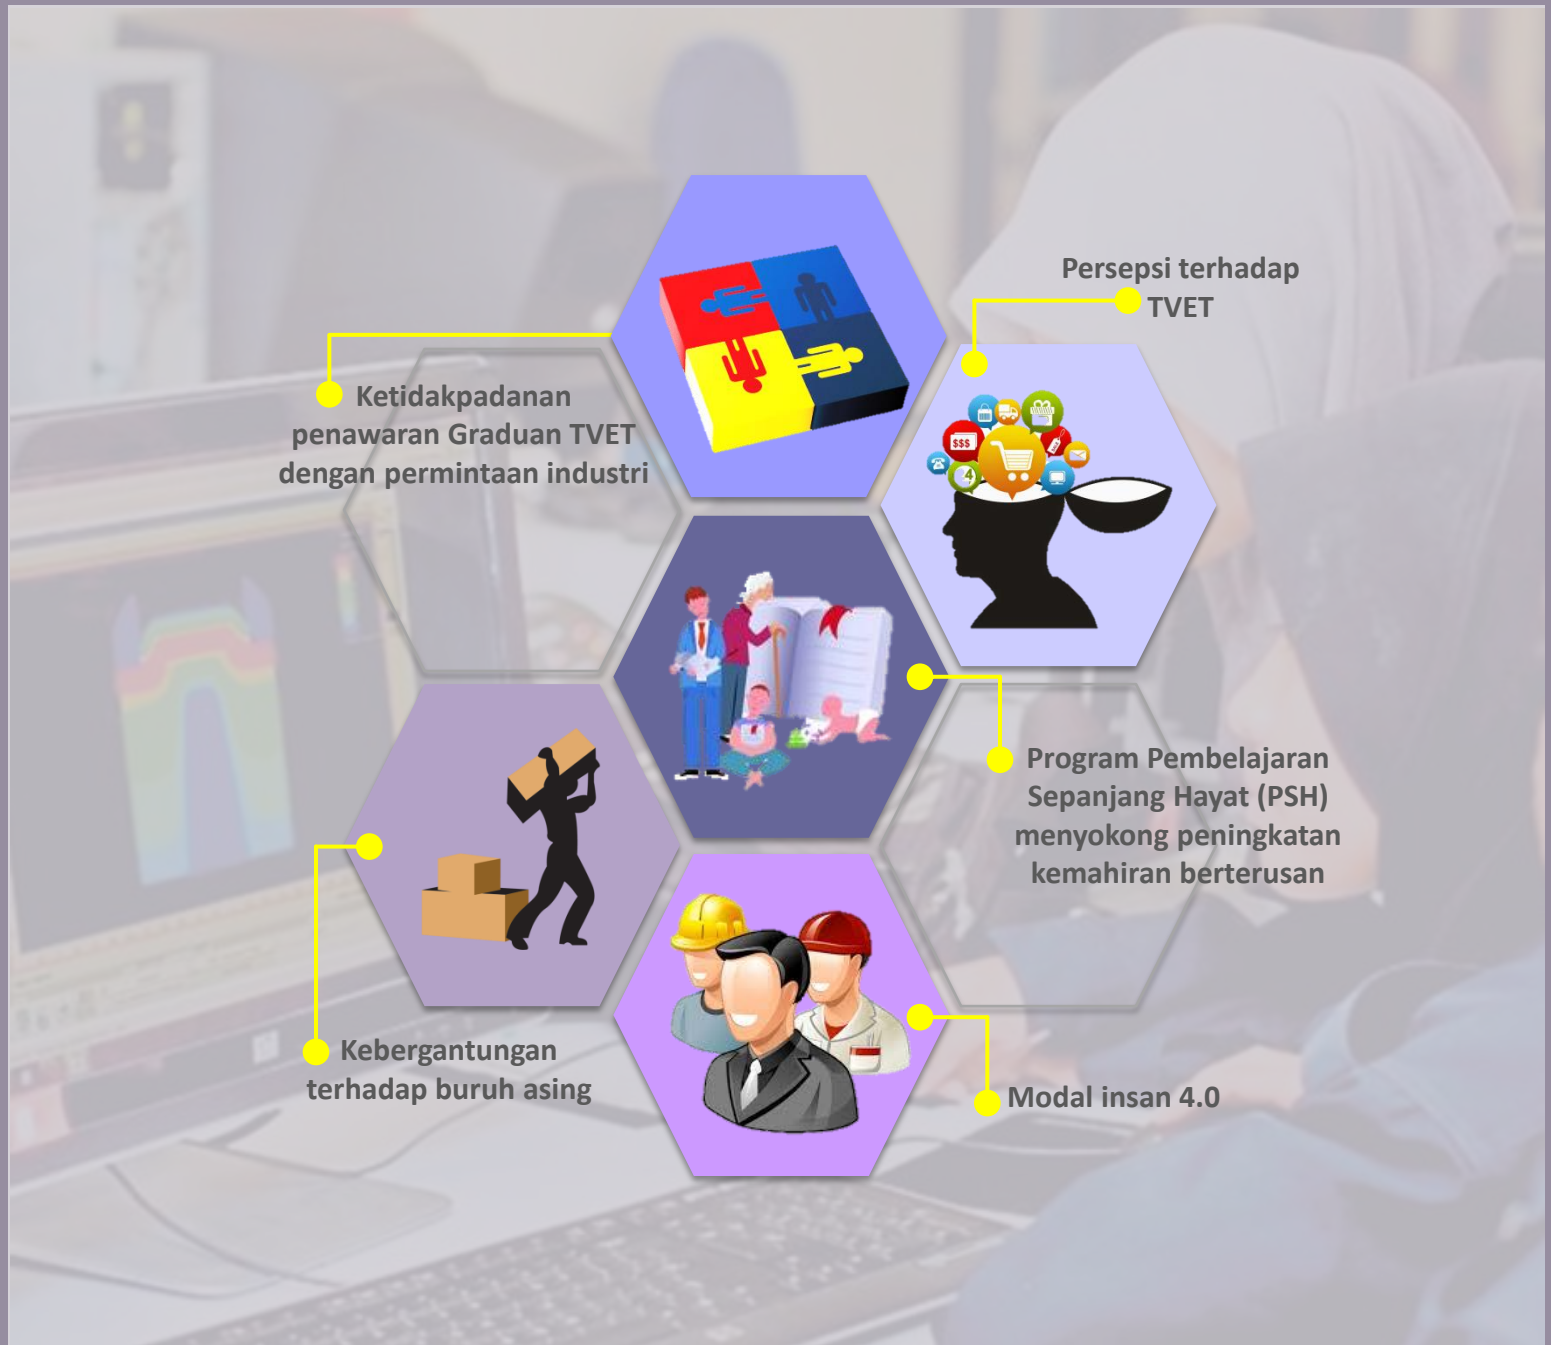 Persepsi terhadap
TVET
Ketidakpadanan
penawaran Graduan TVET
dengan permintaan industri
$$$
4
Program Pembelajaran
Sepanjang Hayat (PSH)
menyokong peningkatan
kemahiran berterusan
Kebergantungan
terhadap buruh asing
Modal insan 4.0